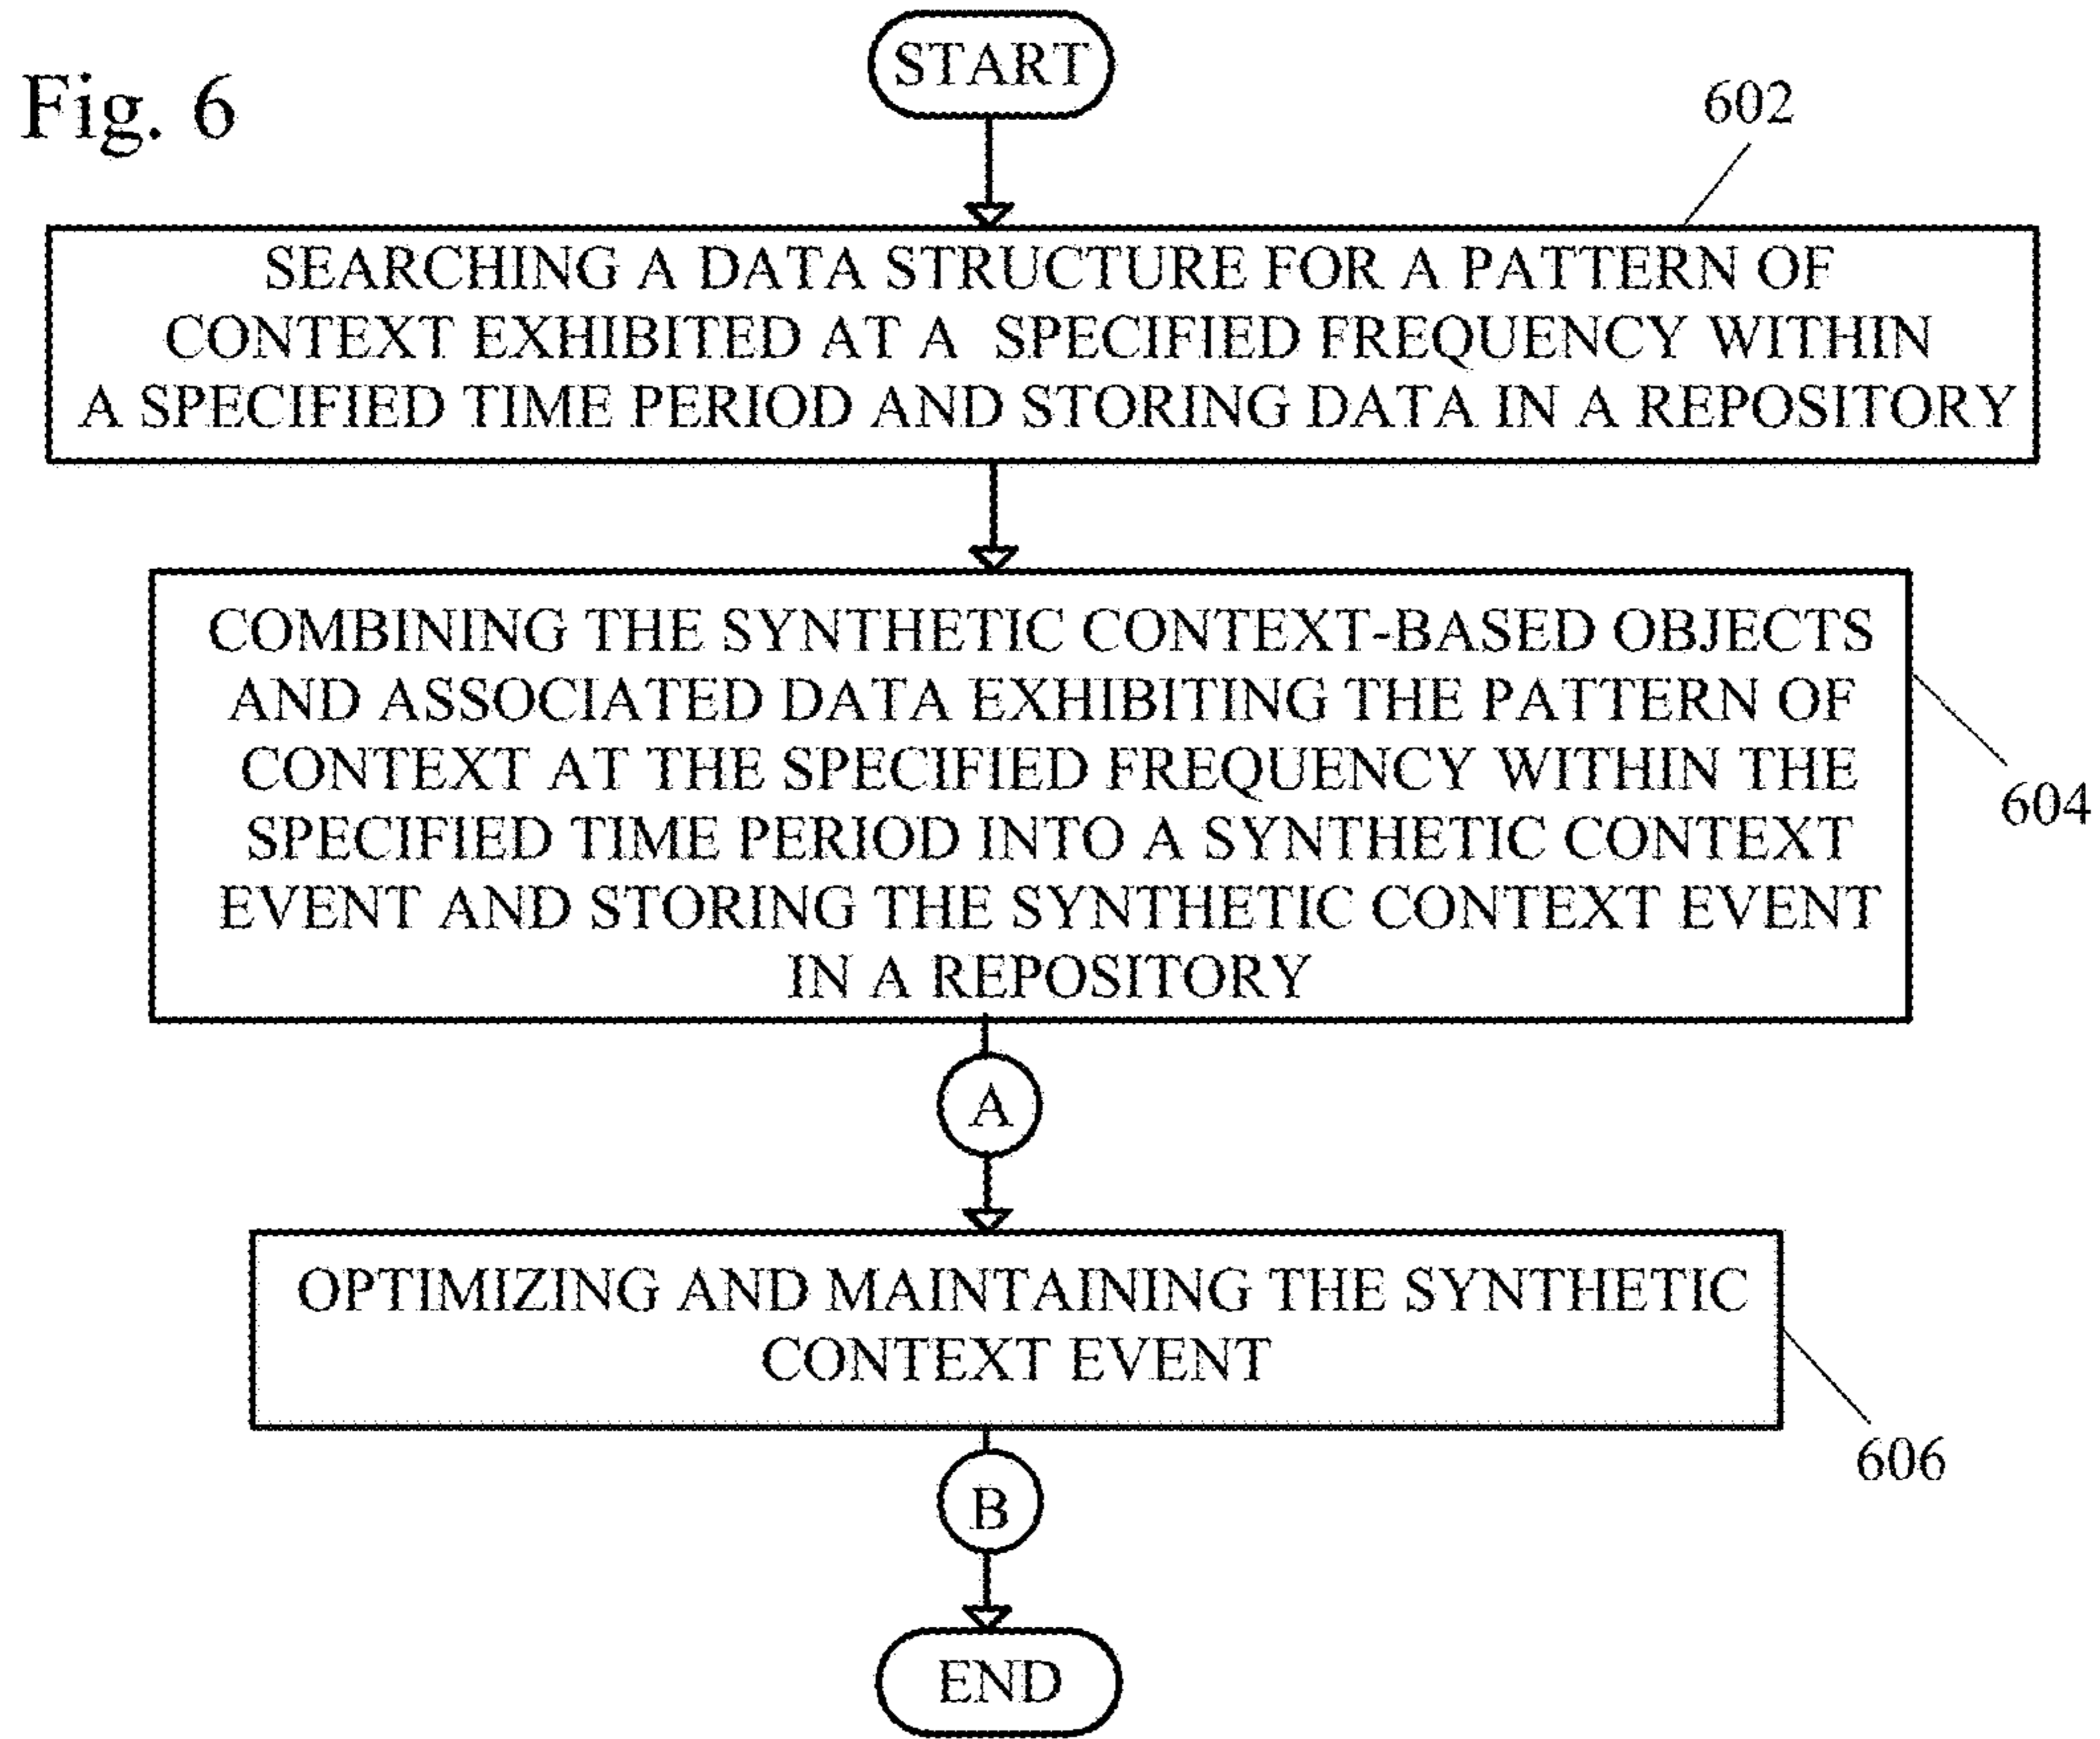 START
Fig. 6
602
SEARCHING A DATA STRUCTURE FOR A PATTERN OF
CONTEXT EXHIBITED AT A SPECIFIED FREQUENCY WITHIN
A SPECIFIED TIME PERIOD AND STORING DATA IN A REPOSITORY
COMBINING THE SYNTHETIC CONTEXT-BASED OBJECTS
AND ASSOCIATED DATA EXHIBITING THE PATTERN OF
CONTEXT AT THE SPECIFIED FREQUENCY WITHIN THE
SPECIFIED TIME PERIOD INTO A SYNTHETIC CONTEXT
EVENT AND STORING THE SYNTHETIC CONTEXT EVENT
IN A REPOSITORY
604
A
OPTIMIZING AND MAINTAINING THE SYNTHETIC
CONTEXT EVENT
606
B
END